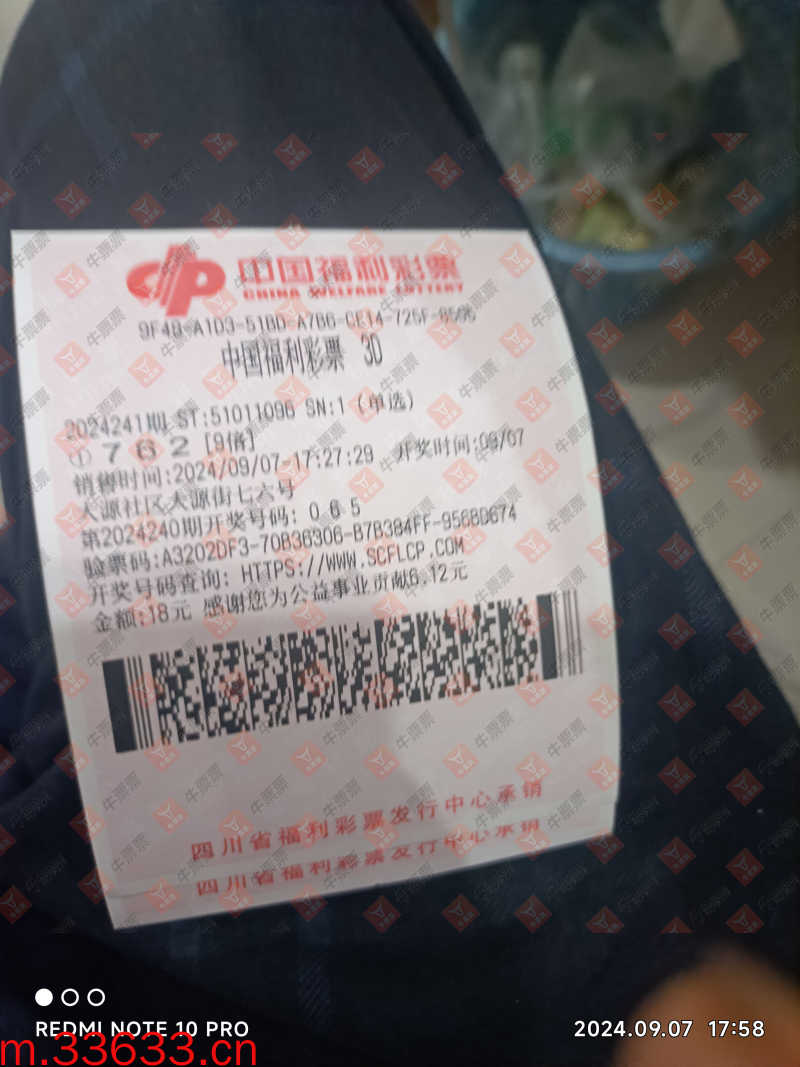 中国福利彩票
CHINA WELFARE LOTTERY
中国福利彩票 3D
2024241期 ST:51011096 SN:1 (单选)
① 7 6 2 [9倍]
销售时间:2024/09/07-17:27:29 开奖时间:09/07
大源社区大源街七六号
第2024240期开奖号码: 0 6 5
验票码:A3202DF3-70B36306-B7B384FF-95680674
开奖号码查询: HTTPS://WWW.SCFLCP.COM
金额:18元 感谢您为公益事业贡献6.12元
四川省福利彩票发行中心承销
四川省福利彩票发行中心承销
牛票票
REDMI NOTE 10 PRO
2024.09.07 17:58
m.33633.cn